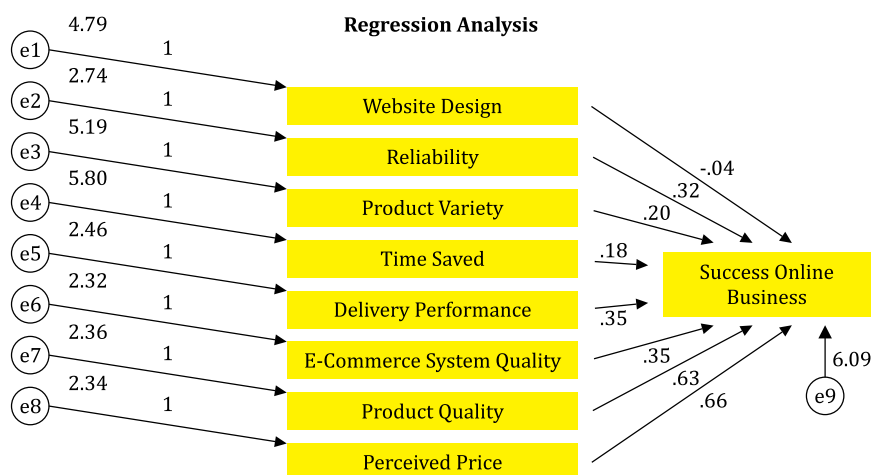 Regression Analysis
4.79
e1
1
2.74
e2
1
Website Design
5.19
e3
1
Reliability
-.04
5.80
e4
1
Product Variety
.32
.20
2.46
e5
1
Time Saved
.18
Success Online
Business
2.32
e6
1
Delivery Performance
.35
2.36
e7
1
E-Commerce System Quality
.35
6.09
2.34
e8
1
Product Quality
.63
.66
e9
Perceived Price